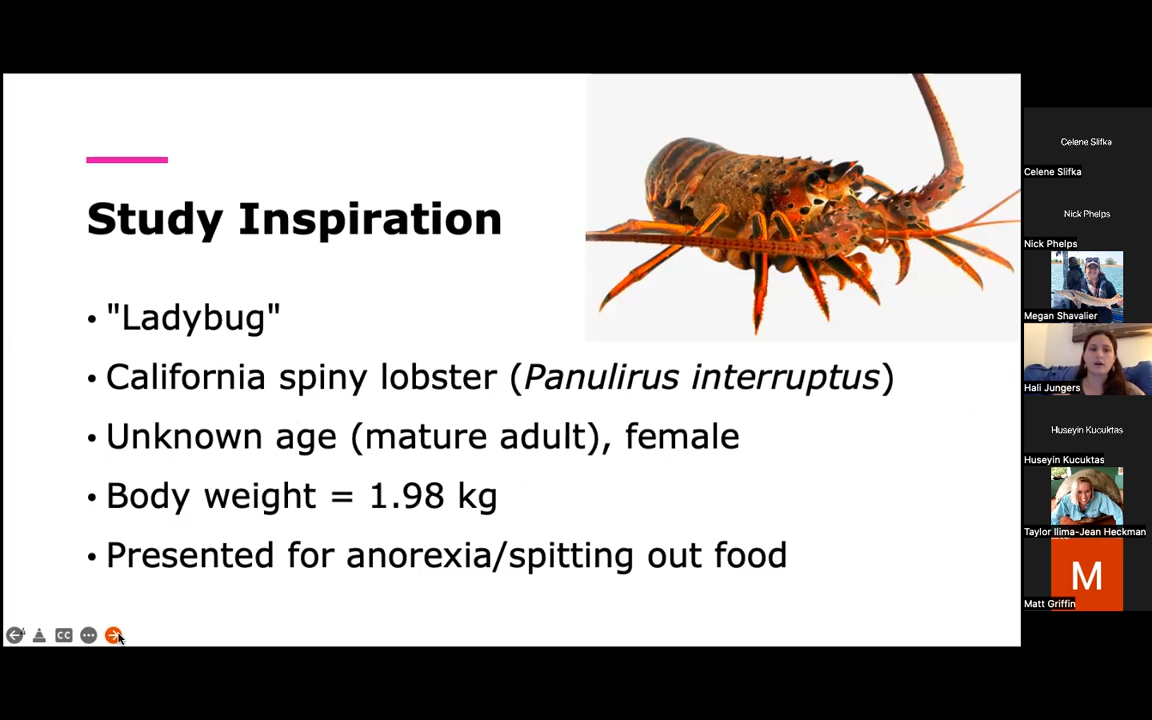 Study Inspiration
• "Ladybug"
• California spiny lobster (Panulirus interruptus)
• Unknown age (mature adult), female
• Body weight = 1.98 kg
• Presented for anorexia/spitting out food
CC
Celene Slifka
Celene Slifka
Nick Phelps
Nick Phelps
Megan Shavalier
Hali Jungers
Huseyin Kucuktas
Huseyin Kucuktas
Taylor Ilima-Jean Heckman
M
Matt Griffin